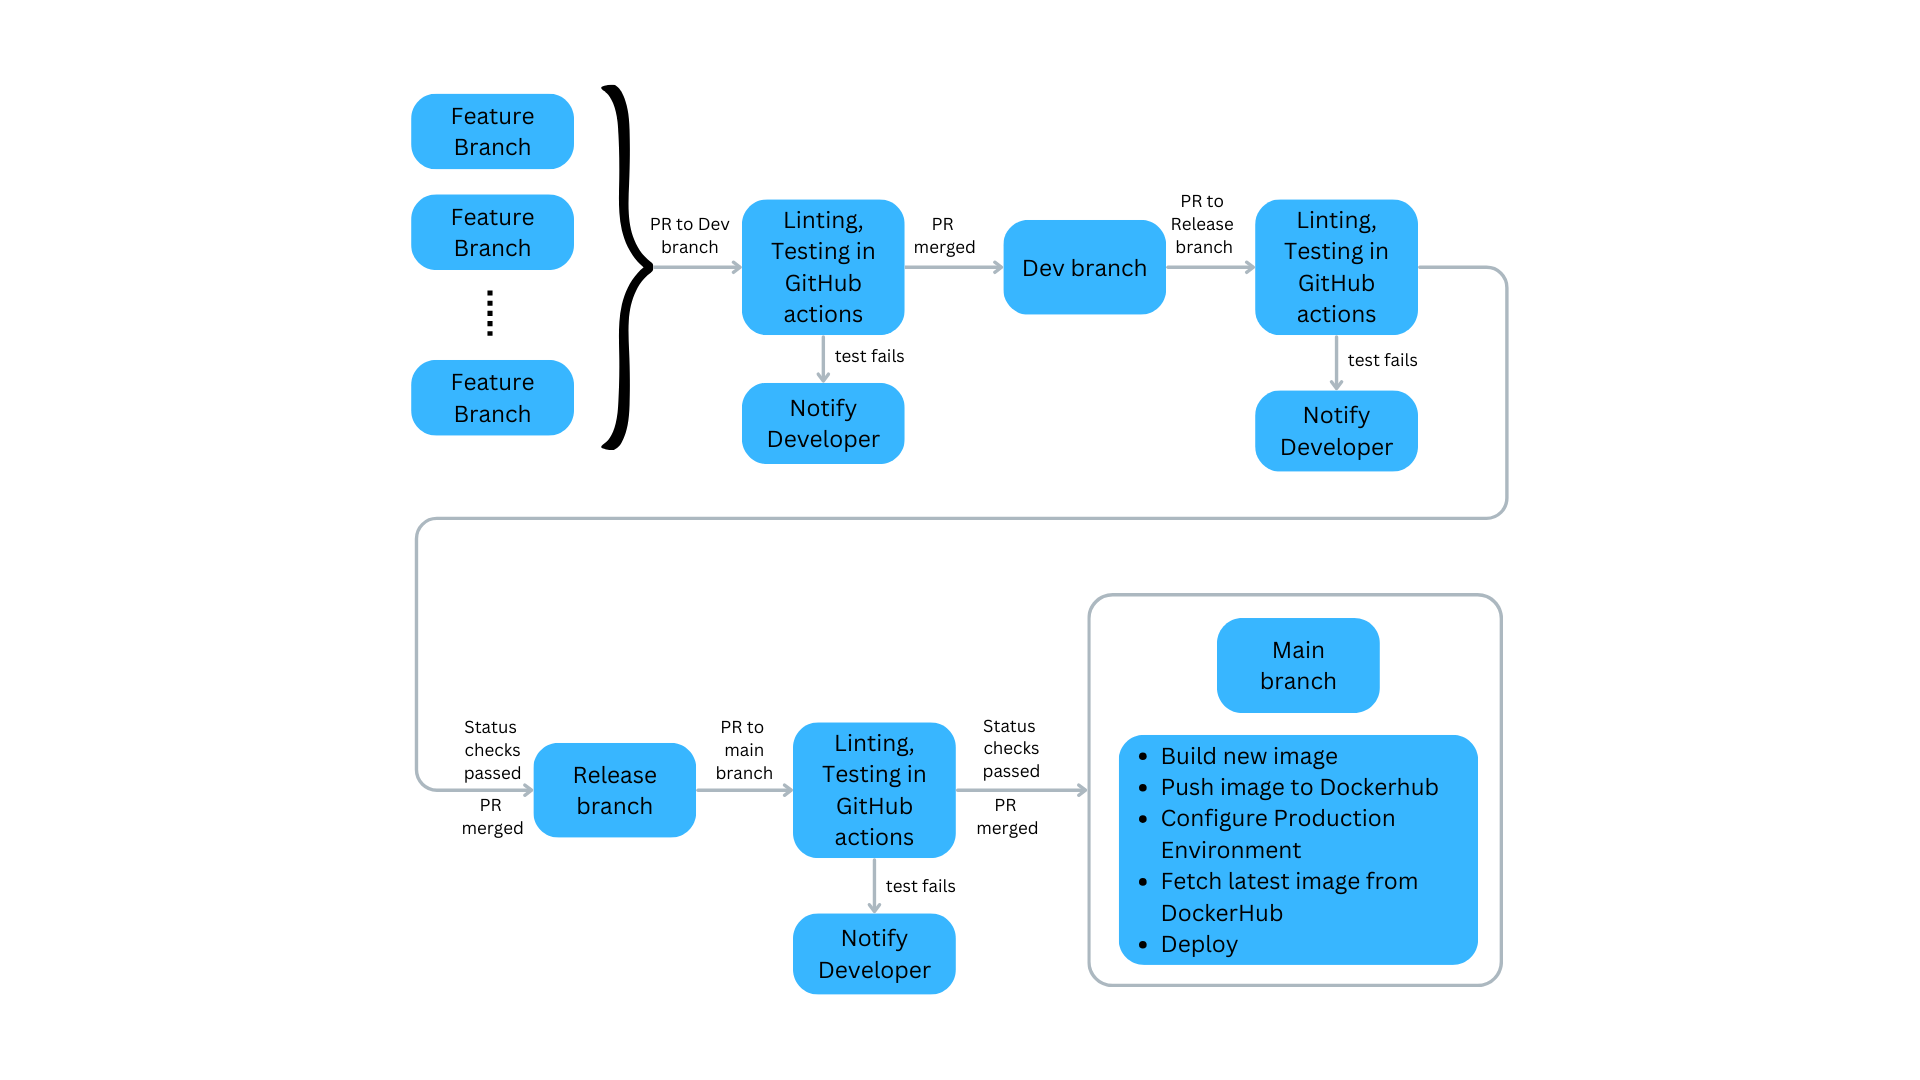 Feature
Branch
Feature
Branch
Feature
Branch
PR to Dev
branch
Linting,
Testing in
GitHub
actions
test fails
Notify
Developer
PR
merged
Dev branch
PR to
Release
branch
Linting,
Testing in
GitHub
actions
test fails
Notify
Developer
Status
checks
passed
PR
merged
Release
branch
PR to
main
branch
Linting,
Testing in
GitHub
actions
test fails
Notify
Developer
Status
checks
passed
PR
merged
Main
branch
• Build new image
• Push image to Dockerhub
• Configure Production
Environment
• Fetch latest image from
DockerHub
• Deploy